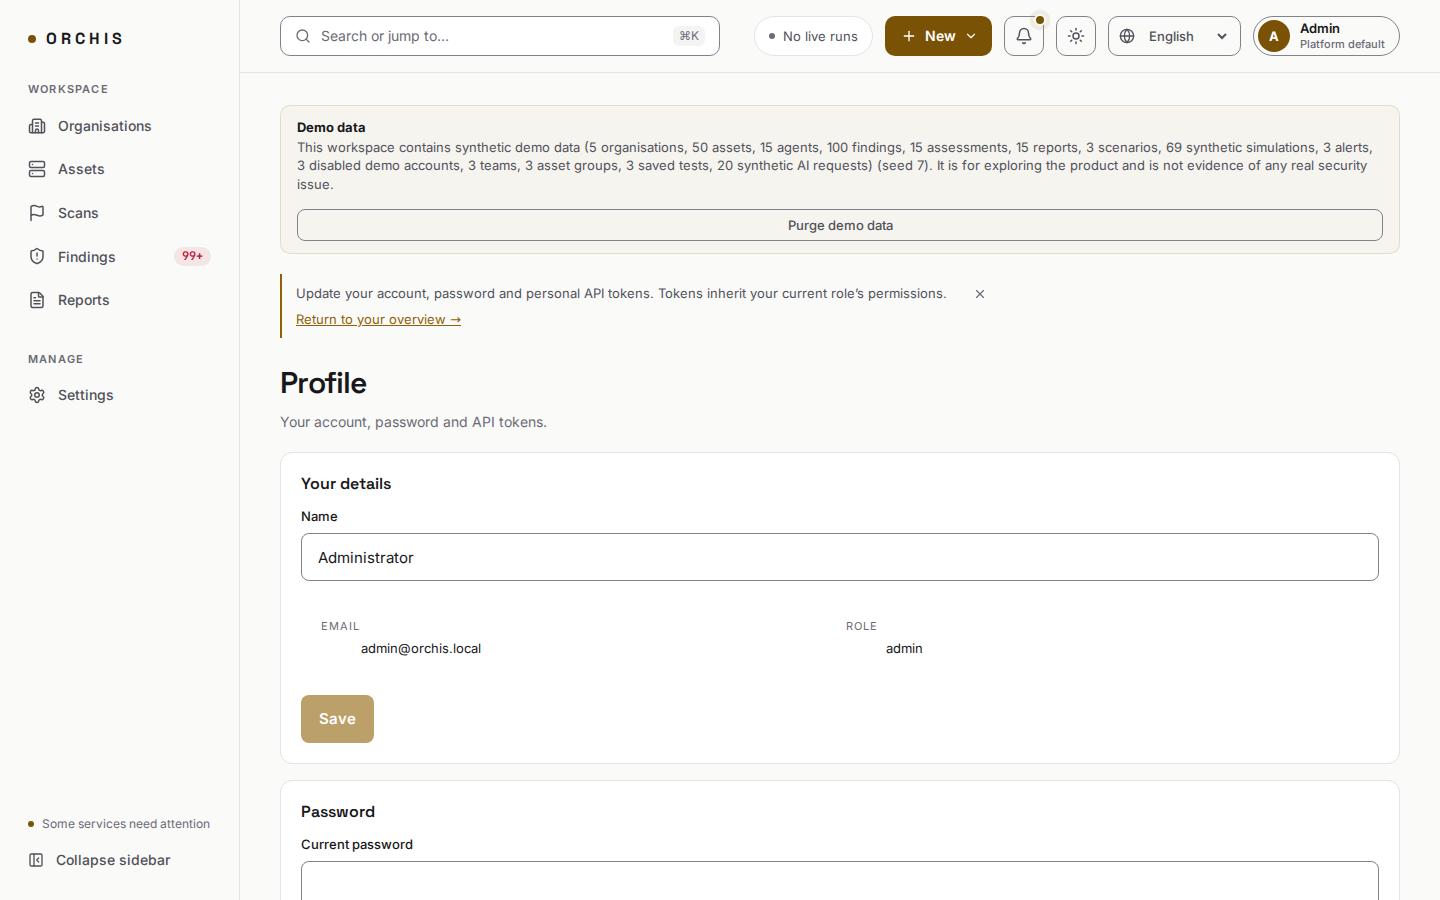 ORCHIS
WORKSPACE
Organisations
Assets
Scans
Findings
99+
Reports
MANAGE
Settings
Some services need attention
Collapse sidebar
Search or jump to...
⌘K
No live runs
New
English
A
Admin
Platform default
Demo data
This workspace contains synthetic demo data (5 organisations, 50 assets, 15 agents, 100 findings, 15 assessments, 15 reports, 3 scenarios, 69 synthetic simulations, 3 alerts,
3 disabled demo accounts, 3 teams, 3 asset groups, 3 saved tests, 20 synthetic AI requests) (seed 7). It is for exploring the product and is not evidence of any real security
issue.
Purge demo data
Update your account, password and personal API tokens. Tokens inherit your current role’s permissions.
Return to your overview →
Profile
Your account, password and API tokens.
Your details
Name
Administrator
EMAIL
admin@orchis.local
ROLE
admin
Save
Password
Current password